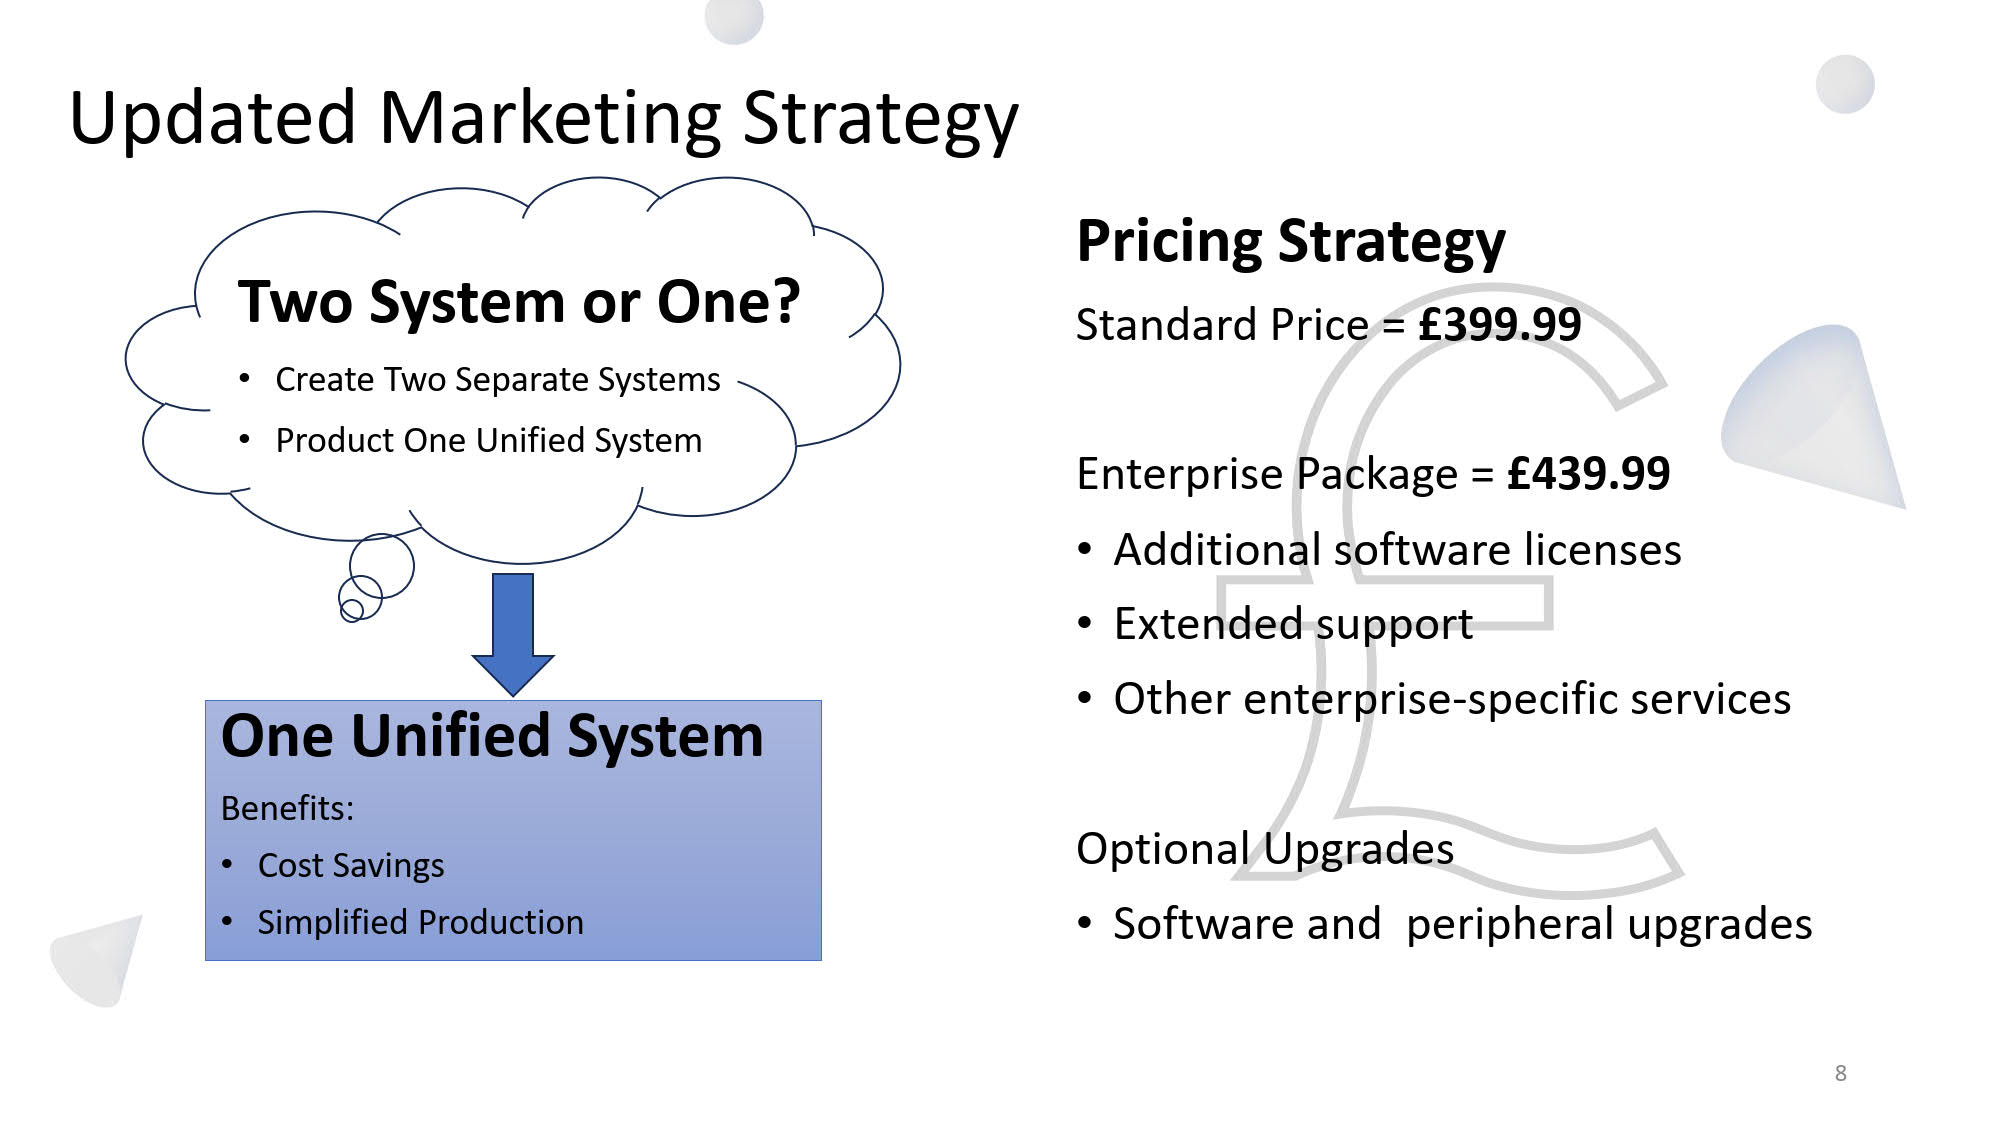 Updated Marketing Strategy
Two System or One?
• Create Two Separate Systems
• Product One Unified System
One Unified System
Benefits:
• Cost Savings
• Simplified Production
Pricing Strategy
Standard Price = £399.99
Enterprise Package = £439.99
• Additional software licenses
• Extended support
• Other enterprise-specific services
Optional Upgrades
• Software and  peripheral upgrades
8